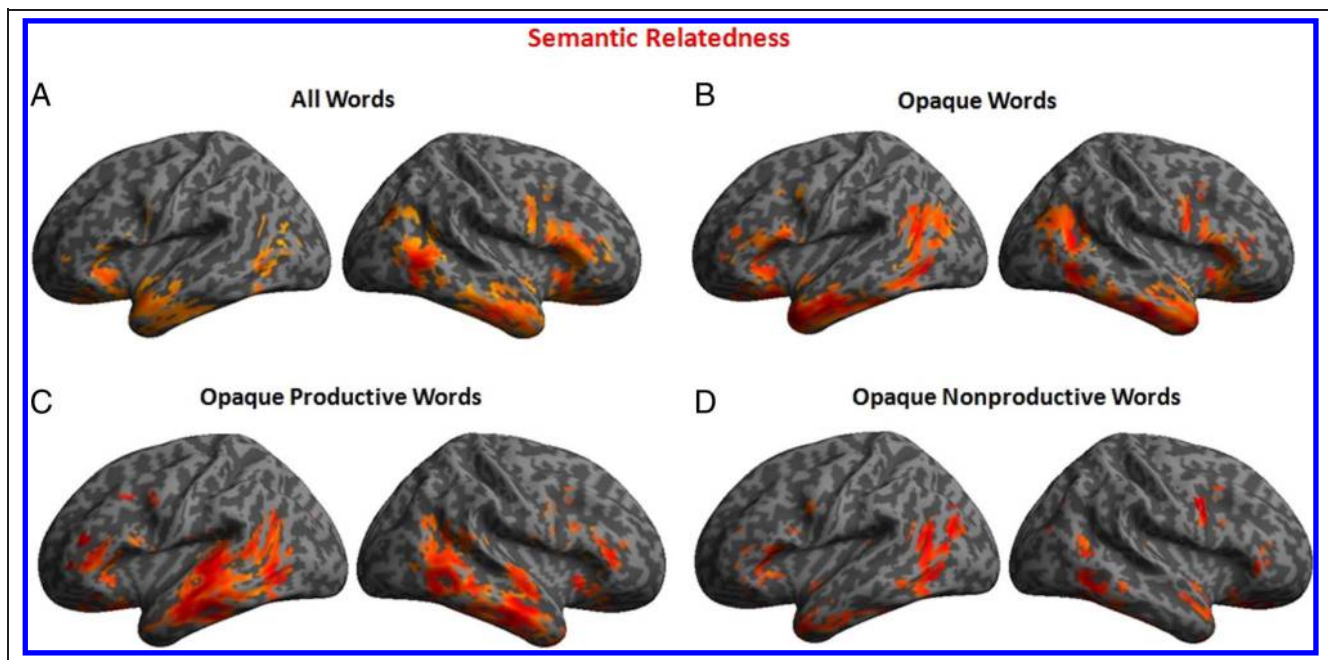 Semantic Relatedness
A
All Words
B
Opaque Words
C
Opaque Productive Words
D
Opaque Nonproductive Words